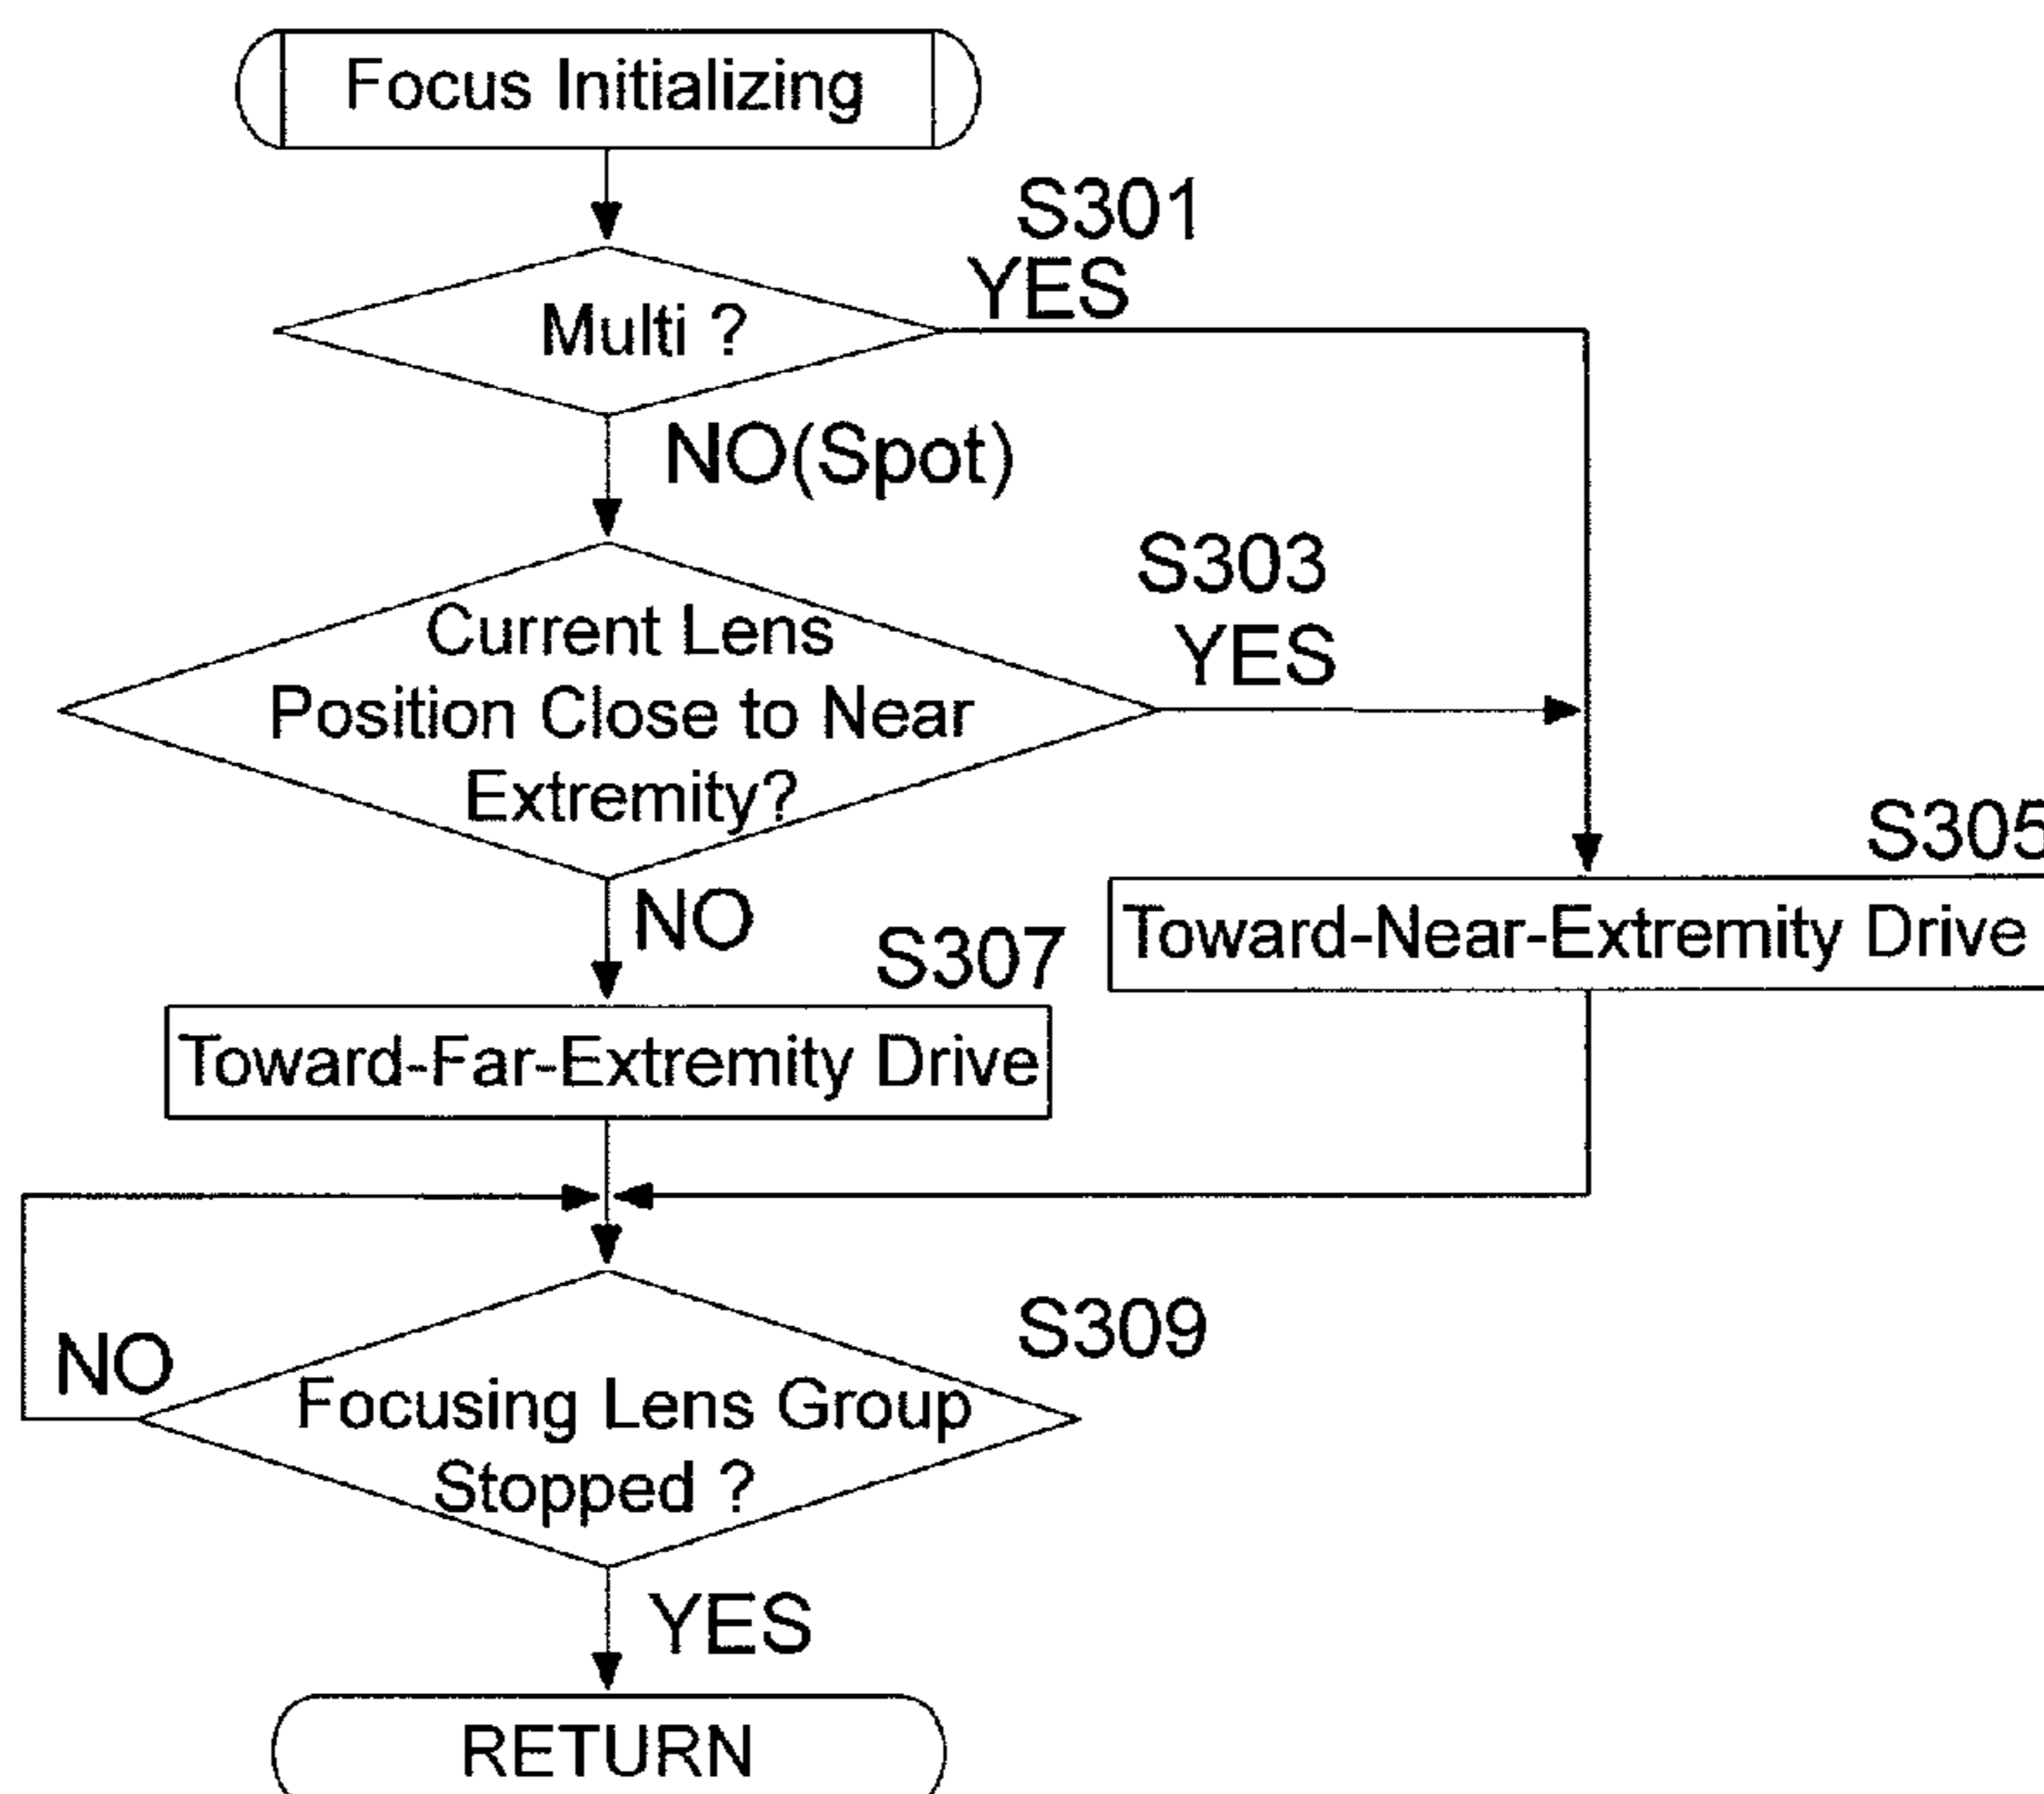 Focus Initializing
S301
YES
Multi ?
NO(Spot)
S303
YES
Current Lens
Position Close to Near
Extremity?
S305
NO
S307
Toward-Near-Extremity Drive
Toward-Far-Extremity Drive
S309
NO
Focusing Lens Group
Stopped ?
YES
RETURN